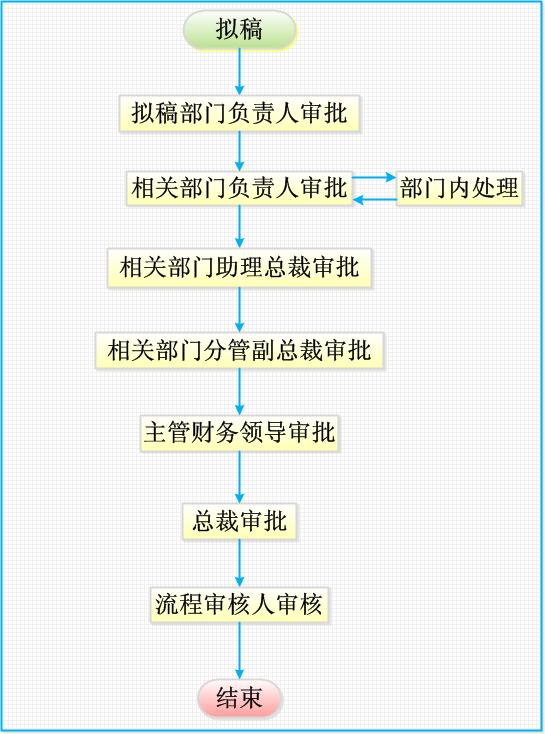 拟稿
拟稿部门负责人审批
相关部门负责人审批
部门内处理
相关部门助理总裁审批
相关部门分管副总裁审批
主管财务领导审批
总裁审批
流程审核人审核
结束